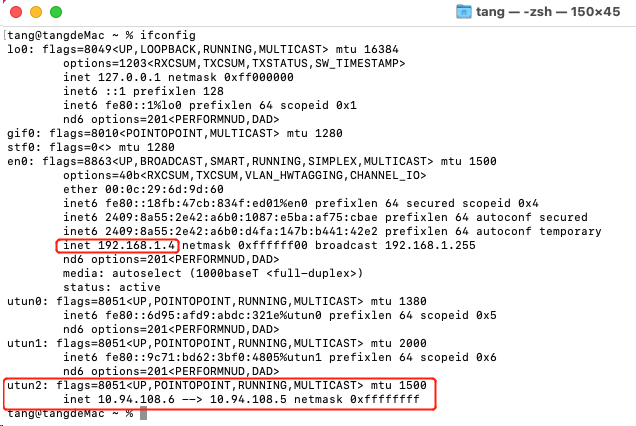 tang — -zsh — 150×45
[tang@tangdeMac ~ % ifconfig
lo0: flags=8049<UP,LOOPBACK,RUNNING,MULTICAST> mtu 16384
options=1203<RXCSUM,TXCSUM,TXSTATUS,SW_TIMESTAMP>
inet 127.0.0.1 netmask 0xff000000
inet6 ::1 prefixlen 128
inet6 fe80::1%lo0 prefixlen 64 scopeid 0x1
nd6 options=201<PERFORMNUD,DAD>
gif0: flags=8010<POINTOPOINT,MULTICAST> mtu 1280
stf0: flags=0<> mtu 1280
en0: flags=8863<UP,BROADCAST,SMART,RUNNING,SIMPLEX,MULTICAST> mtu 1500
options=40b<RXCSUM,TXCSUM,VLAN_HWTAGGING,CHANNEL_IO>
ether 00:0c:29:6d:9d:60
inet6 fe80::18fb:47cb:834f:ed01%en0 prefixlen 64 secured scopeid 0x4
inet6 2409:8a55:2e42:a6b0:1087:e5ba:af75:cbae prefixlen 64 autoconf secured
inet6 2409:8a55:2e42:a6b0:d4fa:147b:b441:42e2 prefixlen 64 autoconf temporary
inet 192.168.1.4 netmask 0xffffff00 broadcast 192.168.1.255
nd6 options=201<PERFORMNUD,DAD>
media: autoselect (1000baseT <full-duplex>)
status: active
utun0: flags=8051<UP,POINTOPOINT,RUNNING,MULTICAST> mtu 1380
inet6 fe80::6d95:afd9:abdc:321e%utun0 prefixlen 64 scopeid 0x5
nd6 options=201<PERFORMNUD,DAD>
utun1: flags=8051<UP,POINTOPOINT,RUNNING,MULTICAST> mtu 2000
inet6 fe80::9c71:bd62:3bf0:4805%utun1 prefixlen 64 scopeid 0x6
nd6 options=201<PERFORMNUD,DAD>
utun2: flags=8051<UP,POINTOPOINT,RUNNING,MULTICAST> mtu 1500
inet 10.94.108.6 --> 10.94.108.5 netmask 0xffffffff
tang@tangdeMac ~ %